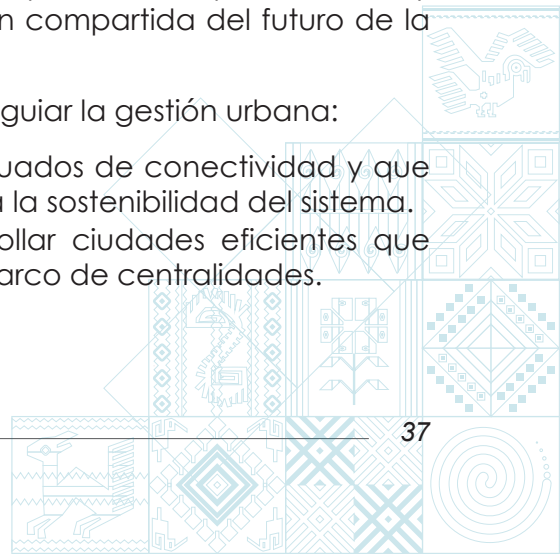 n compartida del futuro de la
guiar la gestión urbana:
uados de conectividad y que
a la sostenibilidad del sistema.
ollar ciudades eficientes que
arco de centralidades.
37